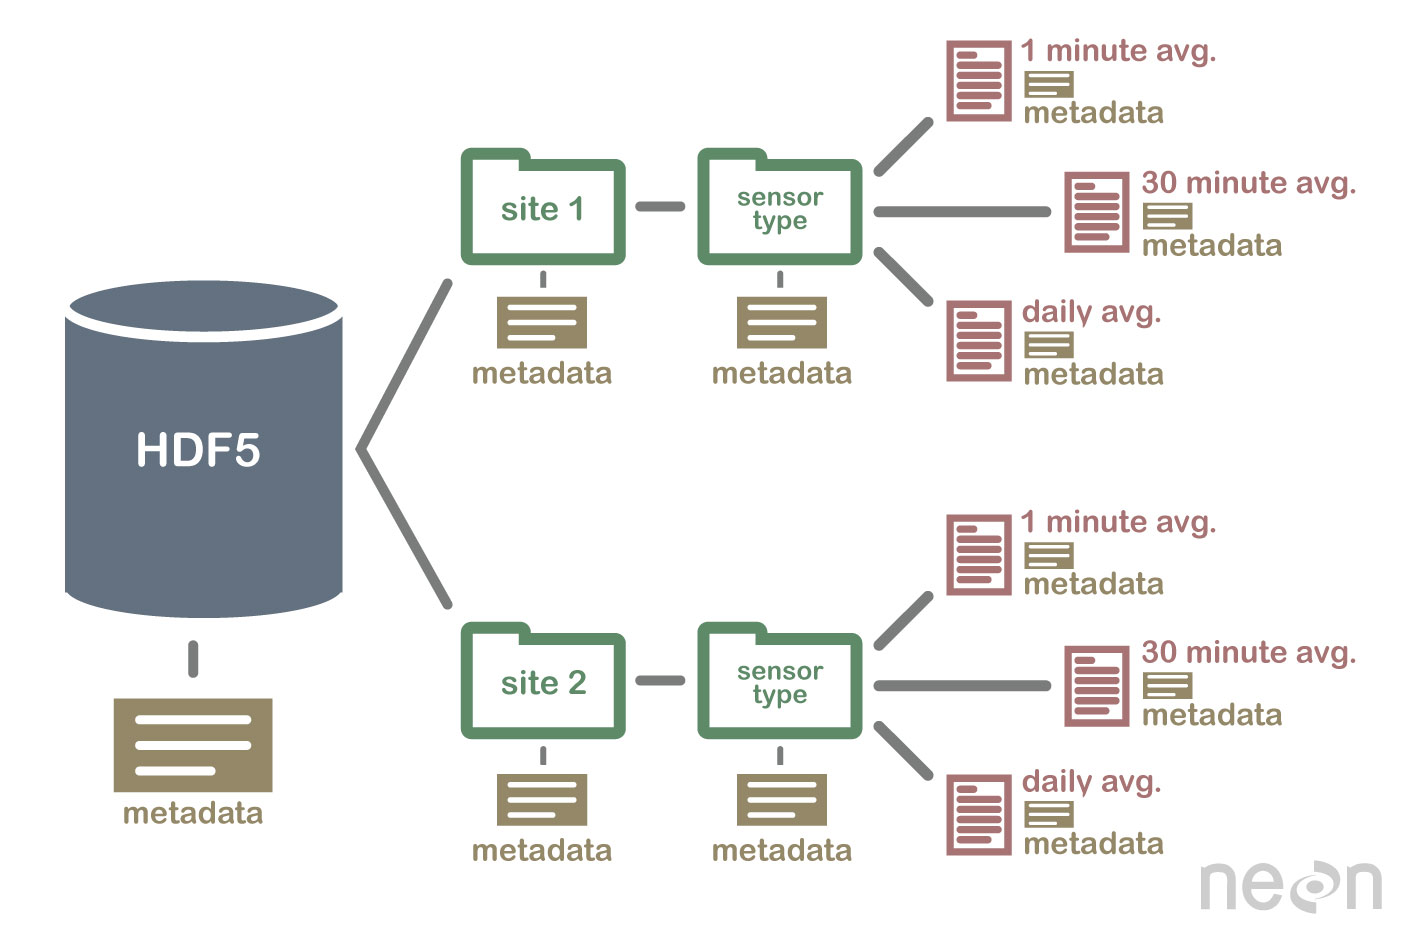 HDF5
metadata
site 1
metadata
sensor
type
metadata
1 minute avg.
metadata
30 minute avg.
metadata
daily avg.
metadata
site 2
metadata
sensor
type
metadata
1 minute avg.
metadata
30 minute avg.
metadata
daily avg.
metadata
neon